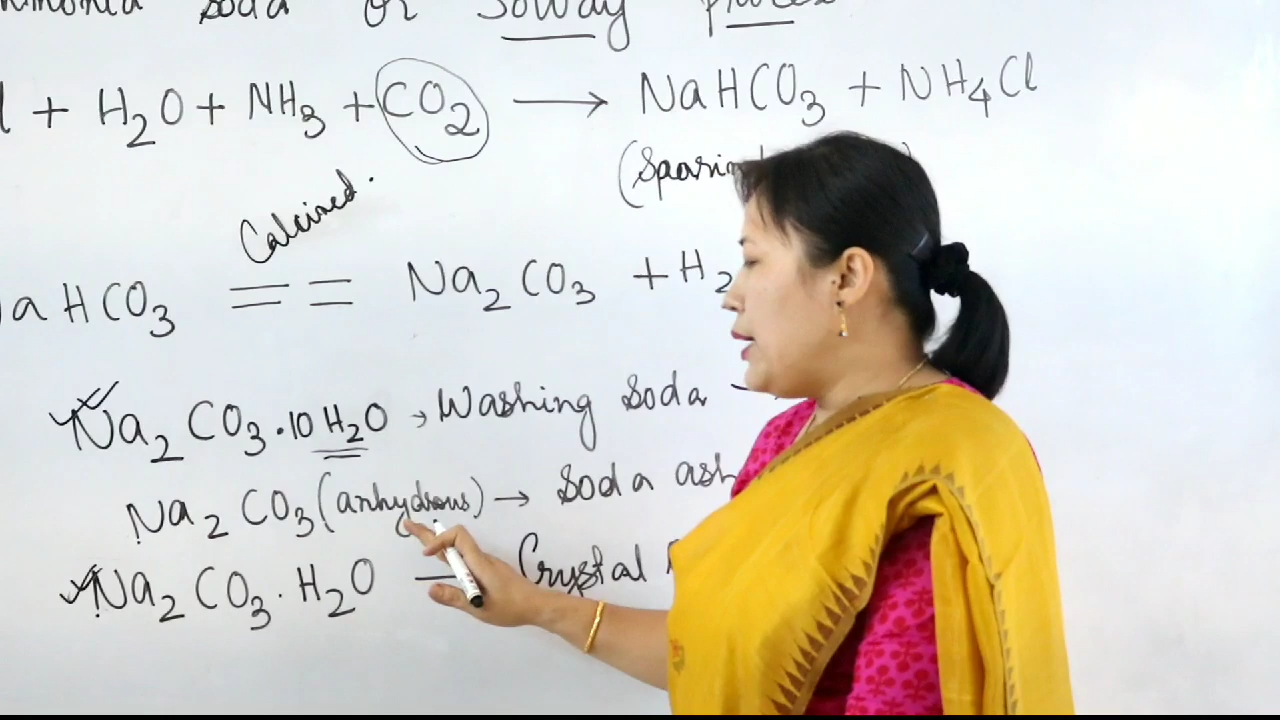 soda or Solvay process
+ H2O + NH3 + CO2 → NaHCO3 + NH4Cl
Calcined.
aHCO3 == Na2CO3 + H2
Na2CO3.10H2O → Washing Soda
Na2CO3 (anhydrous) → Soda ash
Na2CO3.H2O — Crystal